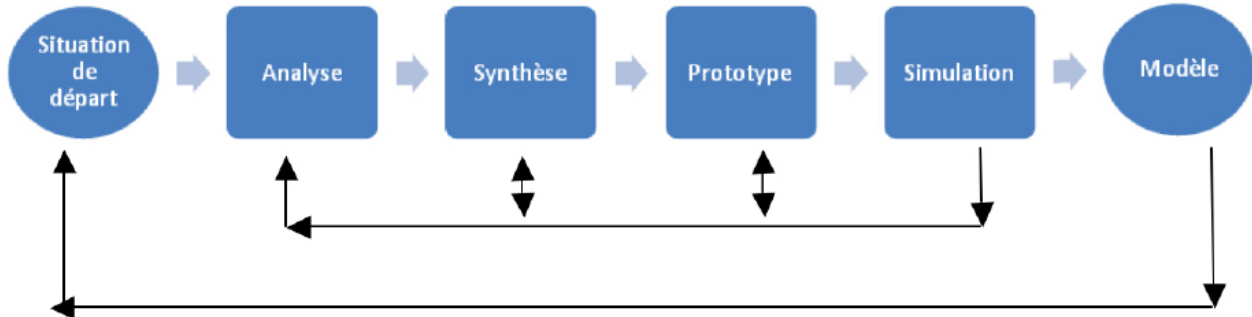 Situation
de
départ
Analyse
Synthèse
Prototype
Simulation
Modèle